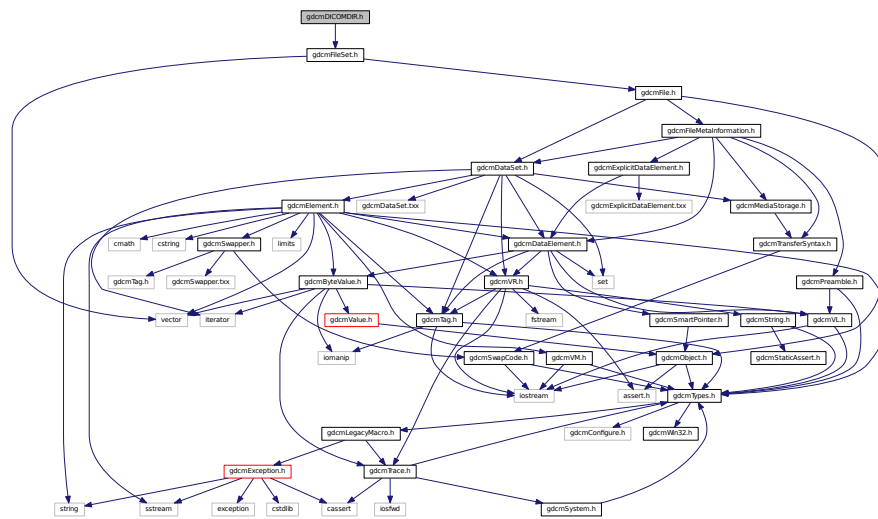 gdcmDICOMDIR.h
gdcmFileSet.h
gdcmFile.h
gdcmFileMetaInformation.h
gdcmDataSet.h
gdcmExplicitDataElement.h
gdcmElement.h
gdcmDataSet.txx
gdcmExplicitDataElement.txx
gdcmMediaStorage.h
cmath
cstring
gdcmSwapper.h
limits
gdcmDataElement.h
gdcmTransferSyntax.h
gdcmTag.h
gdcmSwapper.txx
gdcmByteValue.h
gdcmVR.h
set
gdcmPreamble.h
vector
iterator
gdcmValue.h
gdcmTag.h
fstream
gdcmSmartPointer.h
gdcmString.h
gdcmVL.h
iomanip
gdcmSwapCode.h
gdcmVM.h
gdcmObject.h
gdcmStaticAssert.h
iostream
assert.h
gdcmTypes.h
gdcmLegacyMacro.h
gdcmConfigure.h
gdcmWin32.h
gdcmException.h
gdcmTrace.h
string
sstream
exception
cstdlib
cassert
iosfwd
gdcmSystem.h